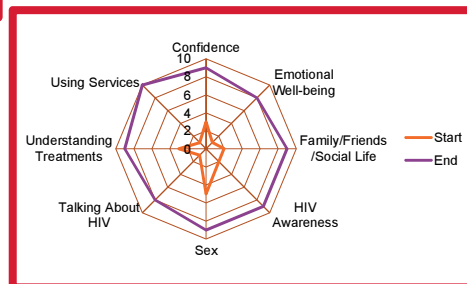 Confidence
10
8
6
4
2
0
Emotional
Well-being
Family/Friends
/Social Life
HIV
Awareness
Sex
Talking About
HIV
Understanding
Treatments
Using Services
Start
End